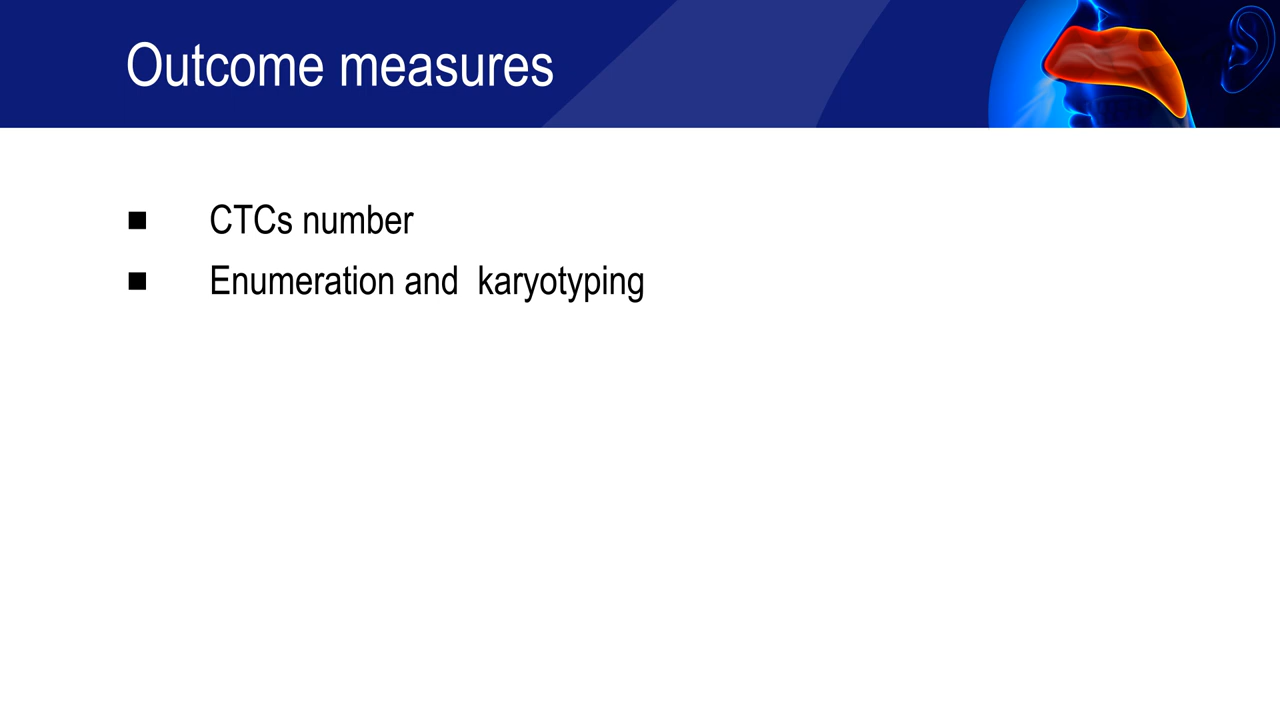 Outcome measures
■ CTCs number
■ Enumeration and  karyotyping